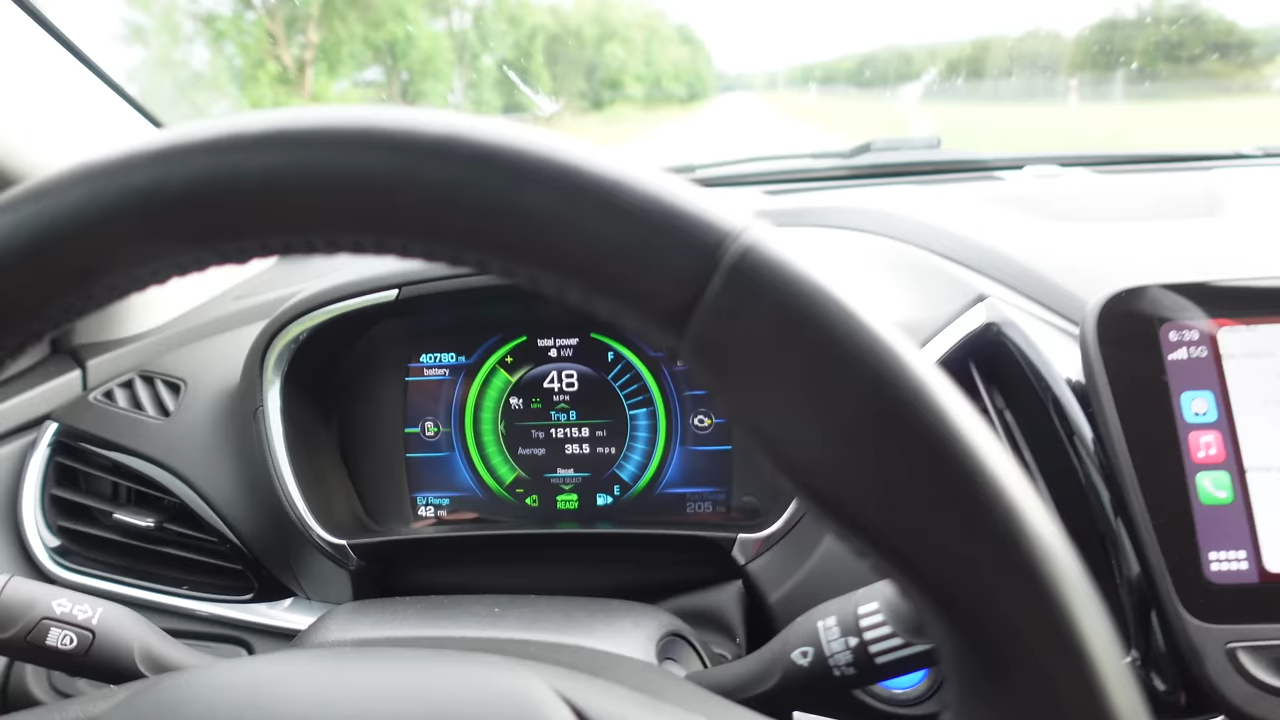 40780 mi
battery
EV Range
42 mi
total power
-8 kW
48
MPH
Trip B
Trip 1215.8 mi
Average 35.5 mpg
Reset
HOLD SELECT
READY
+
-
F
E
Fuel Range
205 mi
6:39
5G
A